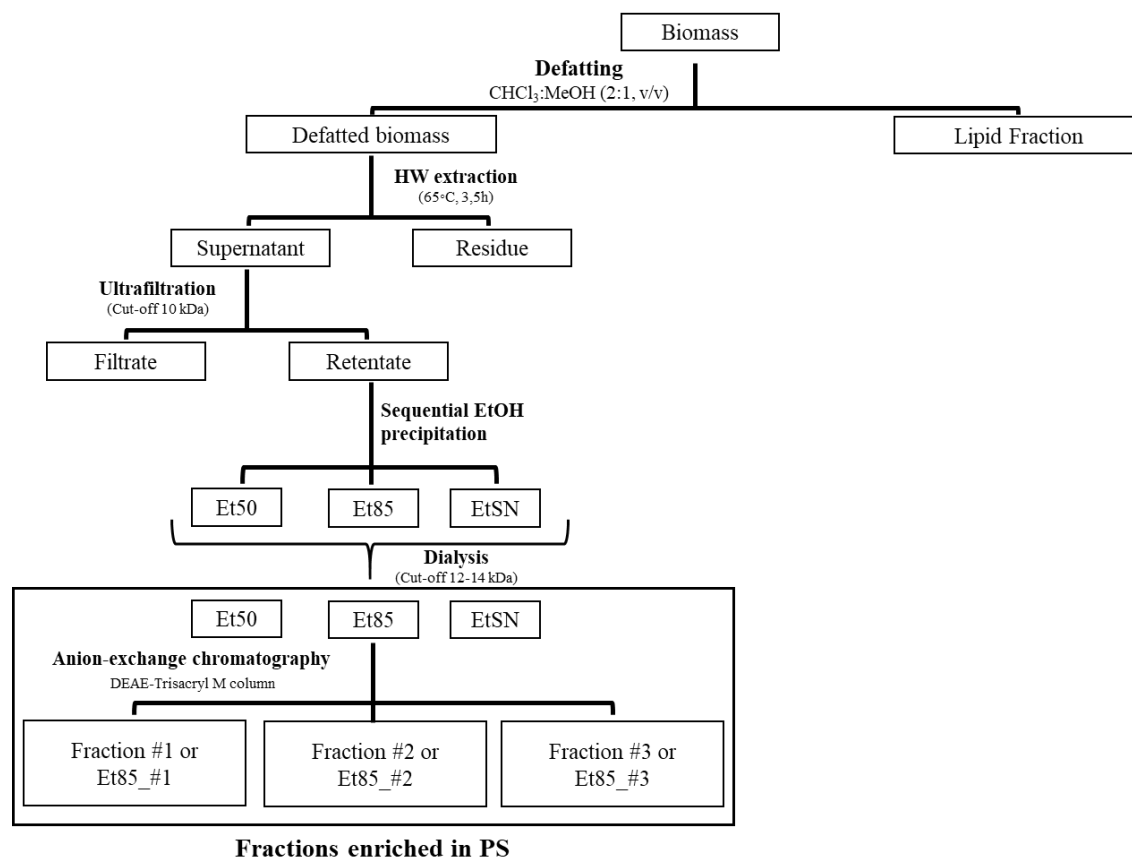 Biomass
Defatting
CHCl₃:MeOH (2:1, v/v)
Defatted biomass
Lipid Fraction
HW extraction
(65°C, 3,5h)
Supernatant
Residue
Ultrafiltration
(Cut-off 10 kDa)
Filtrate
Retentate
Sequential EtOH
precipitation
Et50
Et85
EtSN
Dialysis
(Cut-off 12-14 kDa)
Et50
Et85
EtSN
Anion-exchange chromatography
DEAE-Trisacryl M column
Fraction #1 or
Et85_#1
Fraction #2 or
Et85_#2
Fraction #3 or
Et85_#3
Fractions enriched in PS